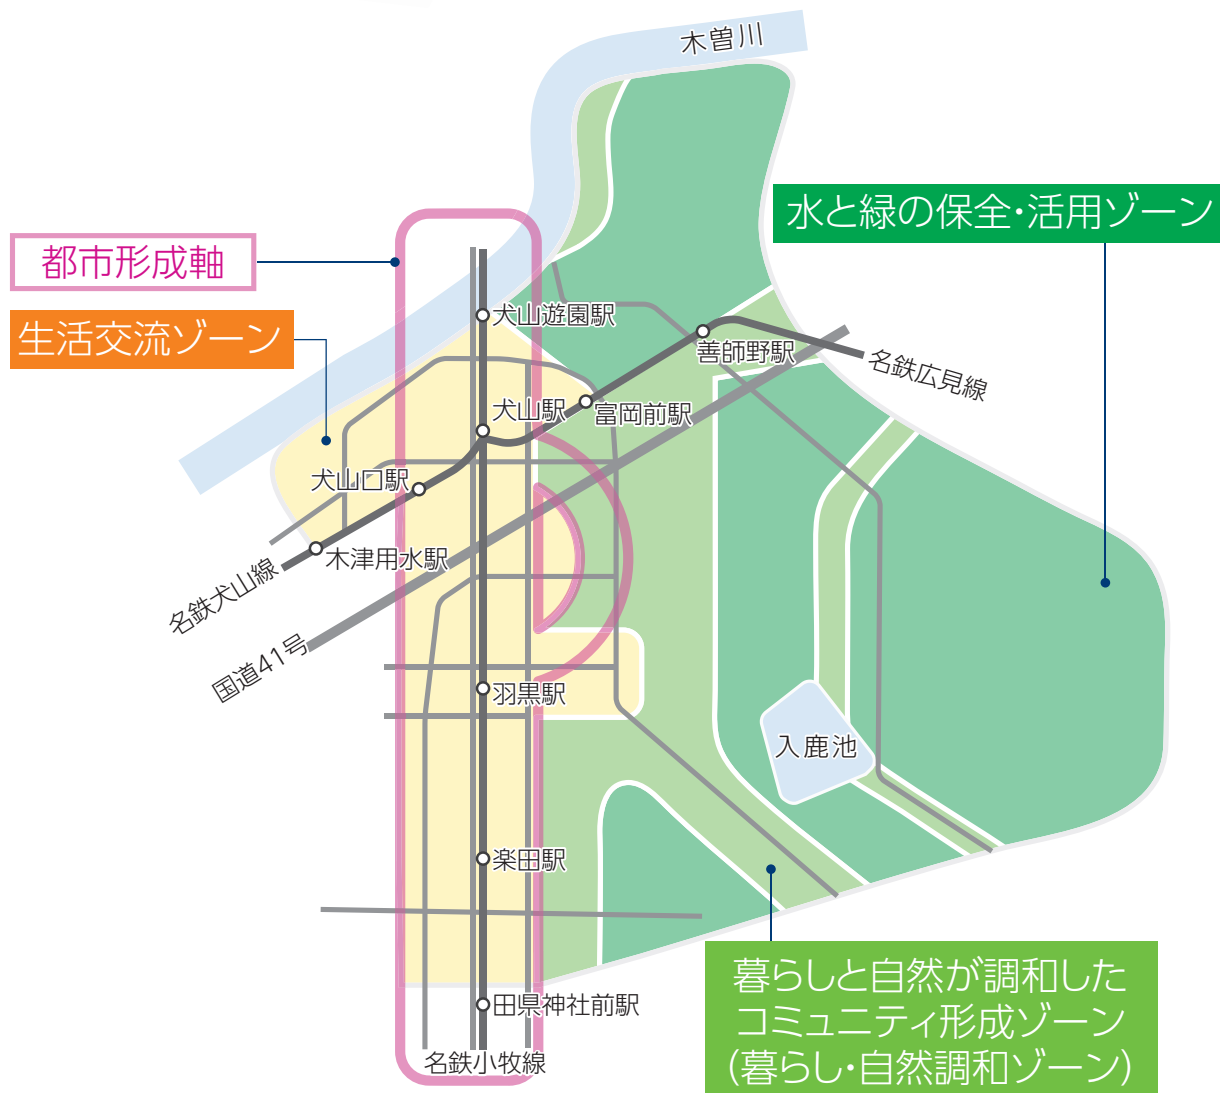 木曽川
水と緑の保全・活用ゾーン
都市形成軸
生活交流ゾーン
犬山遊園駅
善師野駅
名鉄広見線
犬山駅
富岡前駅
犬山口駅
木津用水駅
名鉄犬山線
国道41号
羽黒駅
入鹿池
楽田駅
暮らしと自然が調和した
コミュニティ形成ゾーン
(暮らし・自然調和ゾーン)
田県神社前駅
名鉄小牧線